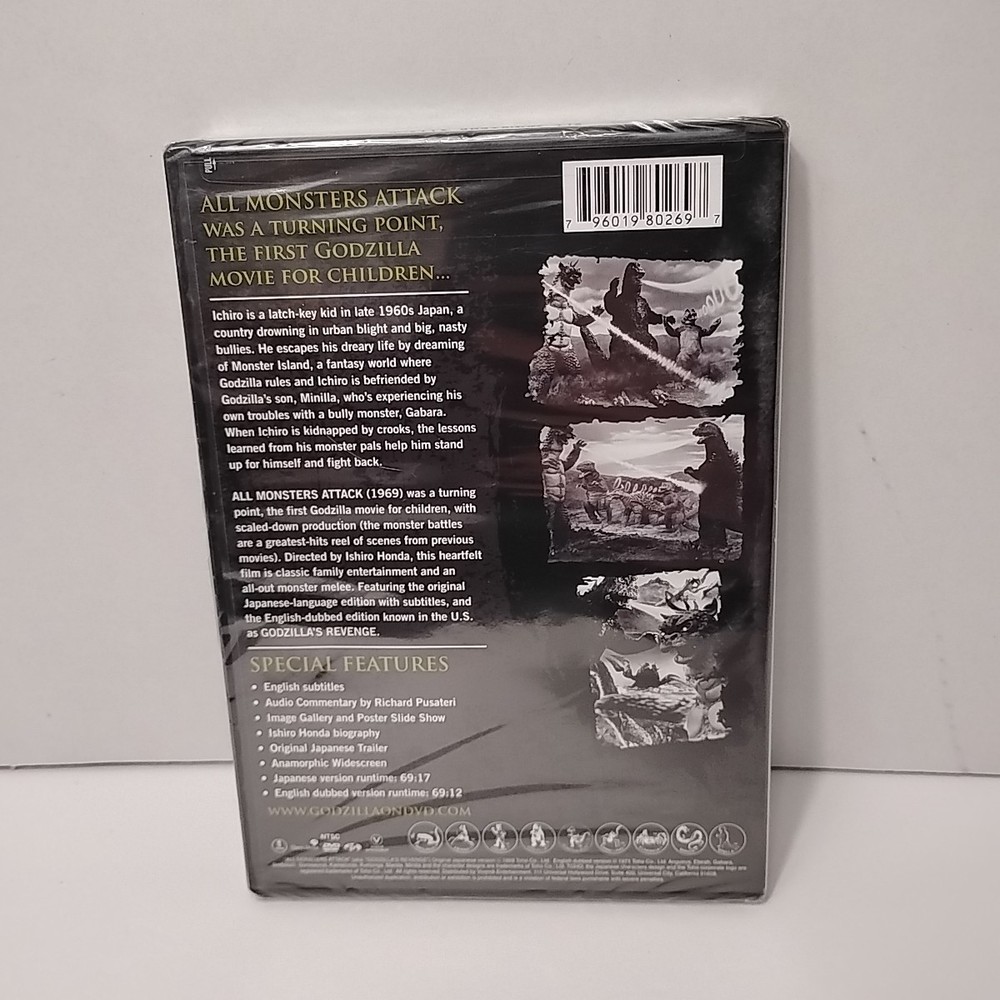 PULL
ALL MONSTERS ATTACK
WAS A TURNING POINT,
THE FIRST GODZILLA
MOVIE FOR CHILDREN...
7 96019 80269 7
Ichiro is a latch-key kid in late 1960s Japan, a
country drowning in urban blight and big, nasty
bullies. He escapes his dreary life by dreaming
of Monster Island, a fantasy world where
Godzilla rules and Ichiro is befriended by
Godzilla's son, Minilla, who's experiencing his
own troubles with a bully monster, Gabara.
When Ichiro is kidnapped by crooks, the lessons
learned from his monster pals help him stand
up for himself and fight back.
ALL MONSTERS ATTACK (1969) was a turning
point, the first Godzilla movie for children, with
scaled-down production (the monster battles
are a greatest-hits reel of scenes from previous
movies). Directed by Ishiro Honda, this heartfelt
film is classic family entertainment and an
all-out monster melee. Featuring the original
Japanese-language edition with subtitles, and
the English-dubbed edition known in the U.S.
as GODZILLA'S REVENGE.
SPECIAL FEATURES
• English subtitles
• Audio Commentary by Richard Pusateri
• Image Gallery and Poster Slide Show
• Ishiro Honda biography
• Original Japanese Trailer
• Anamorphic Widescreen
• Japanese version runtime: 69:17
• English dubbed version runtime: 69:12
WWW.GODZILLAONDVD.COM
NTSC
DVD